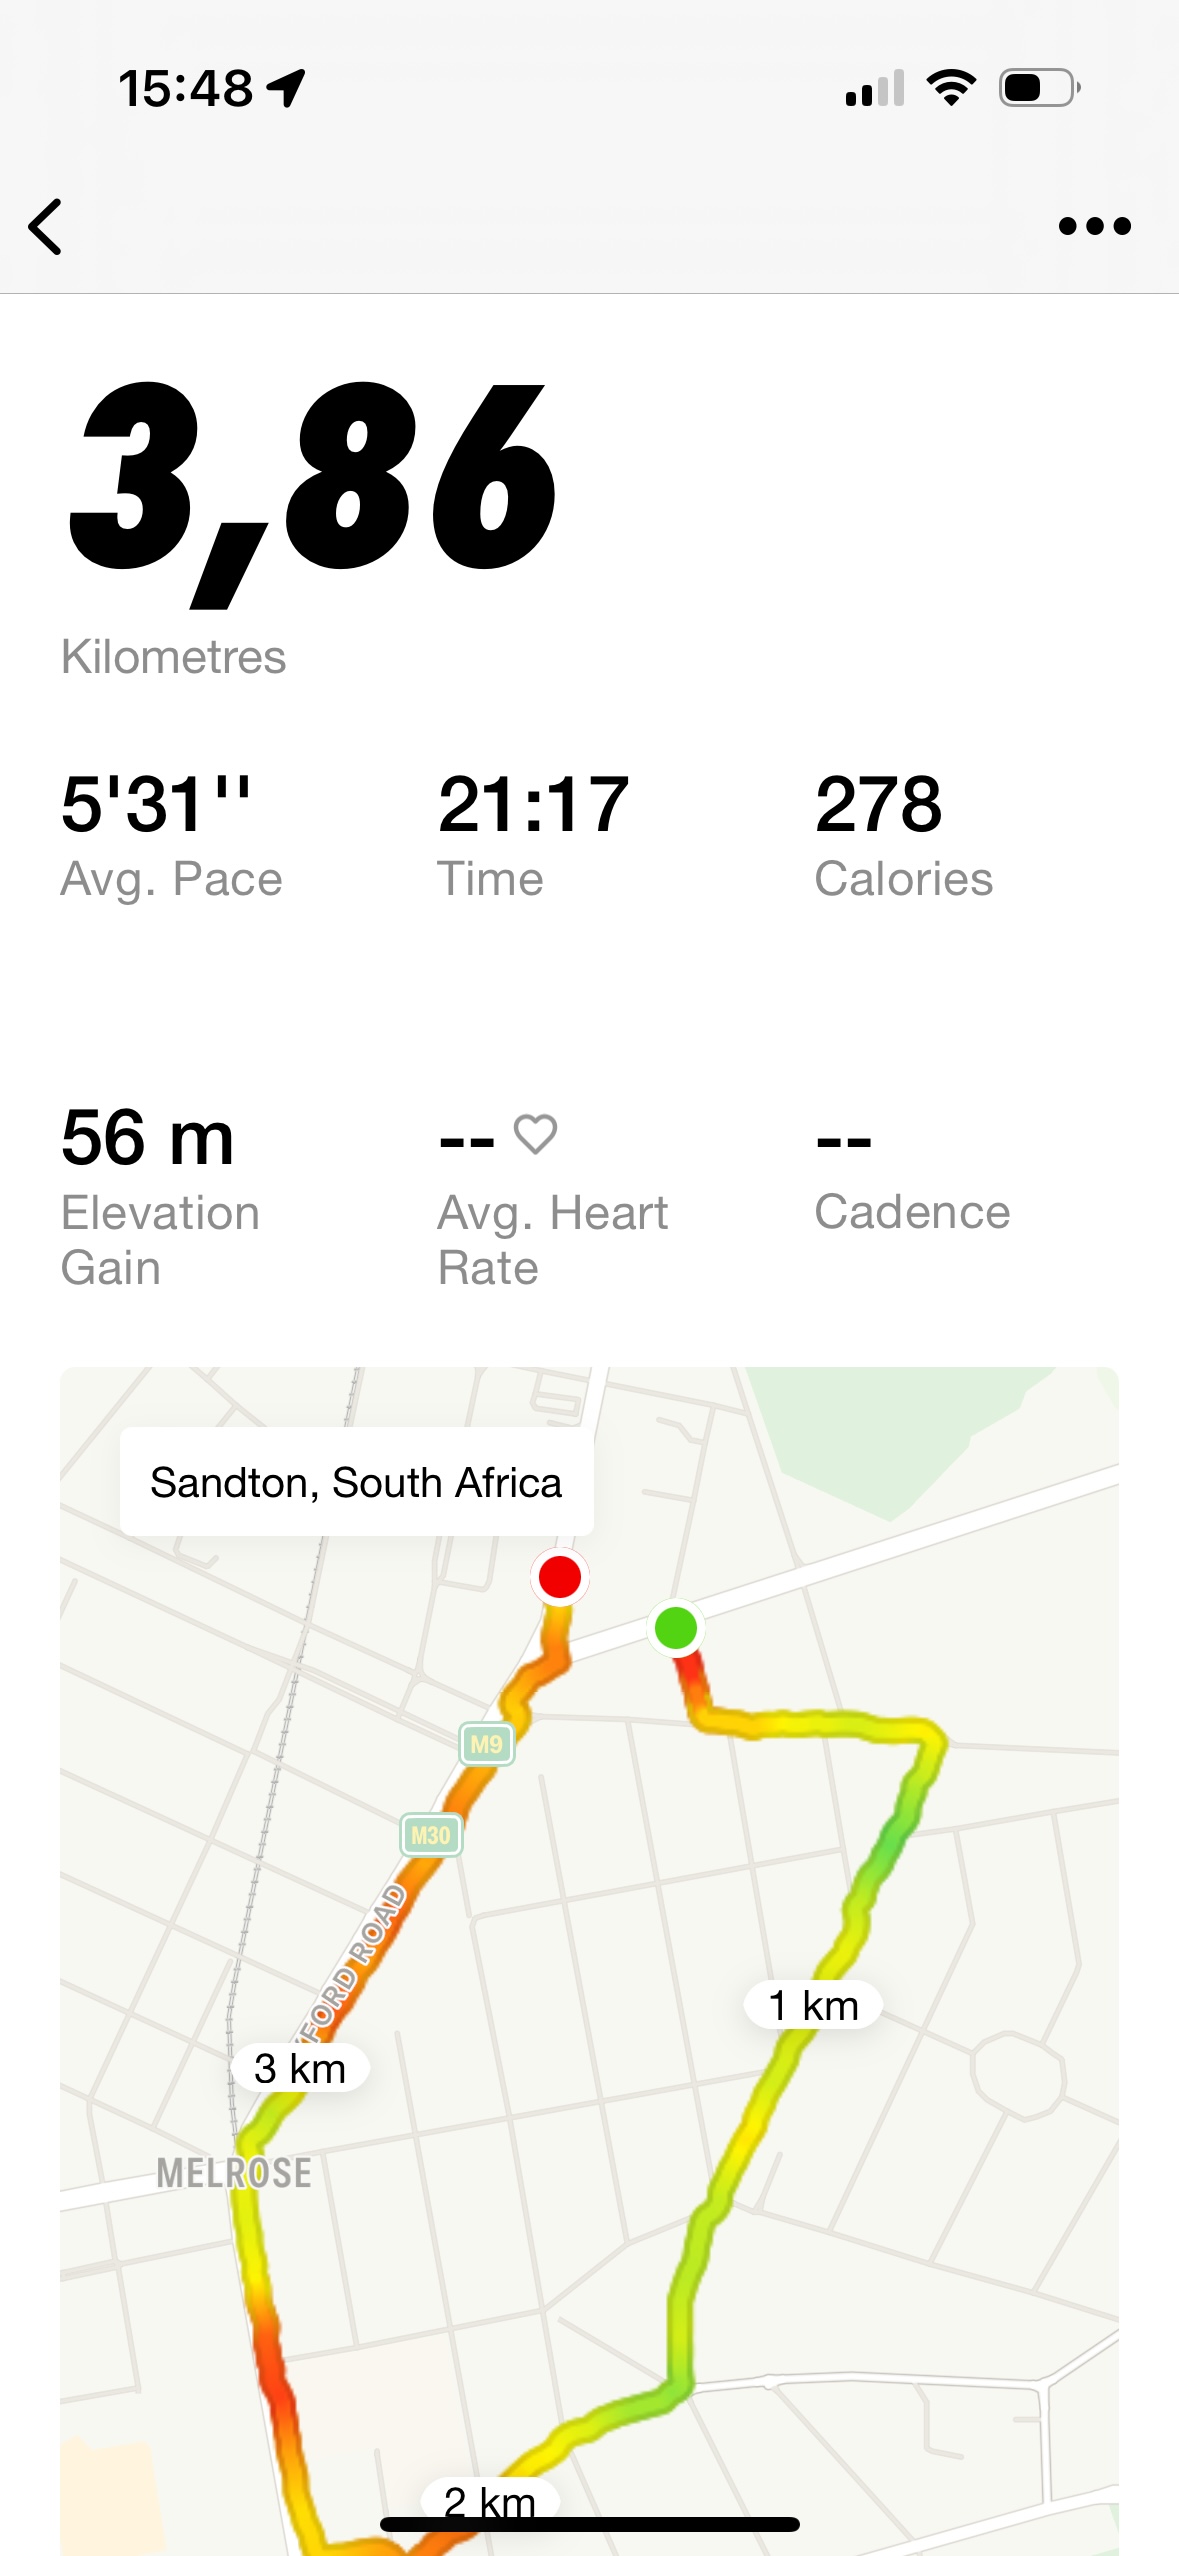 15:48
3,86
Kilometres
5'31''
21:17
278
Avg. Pace
Time
Calories
56 m
--
--
Elevation
Gain
Avg. Heart
Rate
Cadence
Sandton, South Africa
M9
M30
FORD ROAD
1 km
3 km
MELROSE
2 km